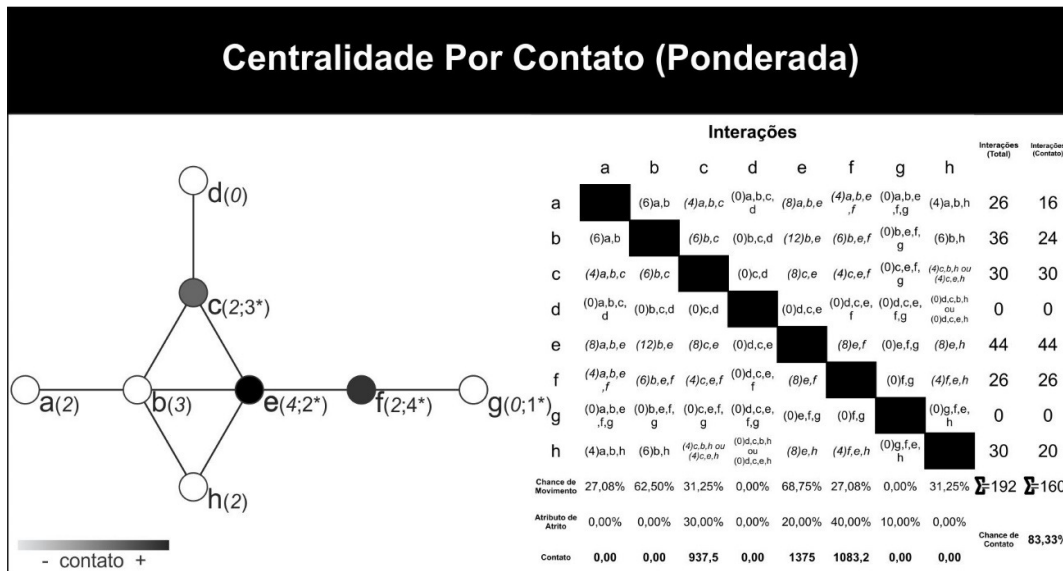 Centralidade Por Contato (Ponderada)
d(0)
c(2;3*)
a(2)
b(3)
e(4;2*)
f(2;4*)
g(0;1*)
h(2)
- contato +
Interações
Interações (Total)
Interações (Contato)
a b c d e f g h
a (6)a,b (4)a,b,c (0)a,b,c,d (8)a,b,e (4)a,b,e,f (0)a,b,e,f,g (4)a,b,h 26 16
b (6)a,b (6)b,c (0)b,c,d (12)b,e (6)b,e,f (0)b,e,f,g (6)b,h 36 24
c (4)a,b,c (6)b,c (0)c,d (8)c,e (4)c,e,f (0)c,e,f,g (4)c,b,h ou (4)c,e,h 30 30
d (0)a,b,c,d (0)b,c,d (0)c,d (0)d,c,e (0)d,c,e,f (0)d,c,e,f,g (0)d,c,b,h ou (0)d,c,e,h 0 0
e (8)a,b,e (12)b,e (8)c,e (0)d,c,e (8)e,f (0)e,f,g (8)e,h 44 44
f (4)a,b,e,f (6)b,e,f (4)c,e,f (0)d,c,e,f (8)e,f (0)f,g (4)f,e,h 26 26
g (0)a,b,e,f,g (0)b,e,f,g (0)c,e,f,g (0)d,c,e,f,g (0)e,f,g (0)f,g (0)g,f,e,h 0 0
h (4)a,b,h (6)b,h (4)c,b,h ou (4)c,e,h (0)d,c,b,h ou (0)d,c,e,h (8)e,h (4)f,e,h (0)g,f,e,h 30 20
Chance de Movimento 27,08% 62,50% 31,25% 0,00% 68,75% 27,08% 0,00% 31,25% Σ=192 Σ=160
Atributo de Atrito 0,00% 0,00% 30,00% 0,00% 20,00% 40,00% 10,00% 0,00%
Chance de Contato 83,33%
Contato 0,00 0,00 937,5 0,00 1375 1083,2 0,00 0,00